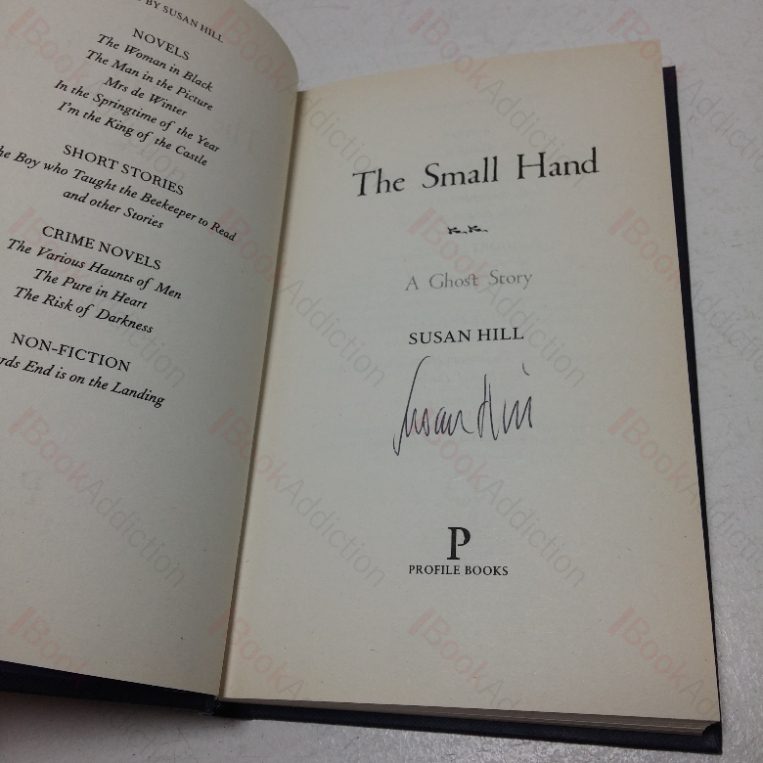 BY SUSAN HILL
NOVELS
The Woman in Black
The Man in the Picture
Mrs de Winter
In the Springtime of the Year
I'm the King of the Castle
SHORT STORIES
Boy who Taught the Beekeeper to Read
and other Stories
CRIME NOVELS
The Various Haunts of Men
The Pure in Heart
The Risk of Darkness
NON-FICTION
End is on the Landing
The Small Hand
A Ghost Story
SUSAN HILL
Susan Hill
P
PROFILE BOOKS
BookAddiction